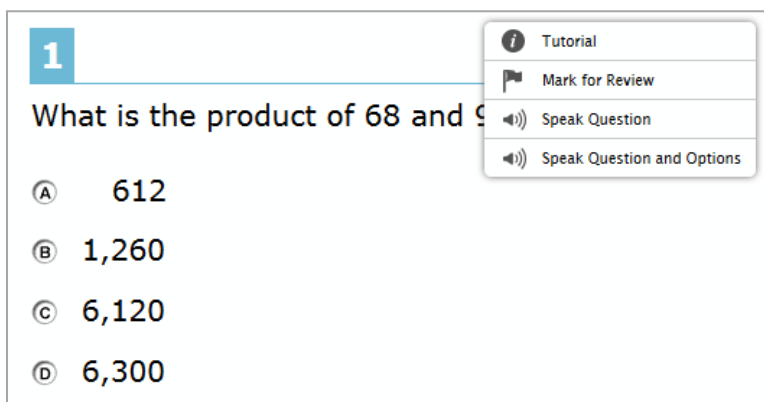 1
What is the product of 68 and
A 612
B 1,260
C 6,120
D 6,300
Tutorial
Mark for Review
Speak Question
Speak Question and Options